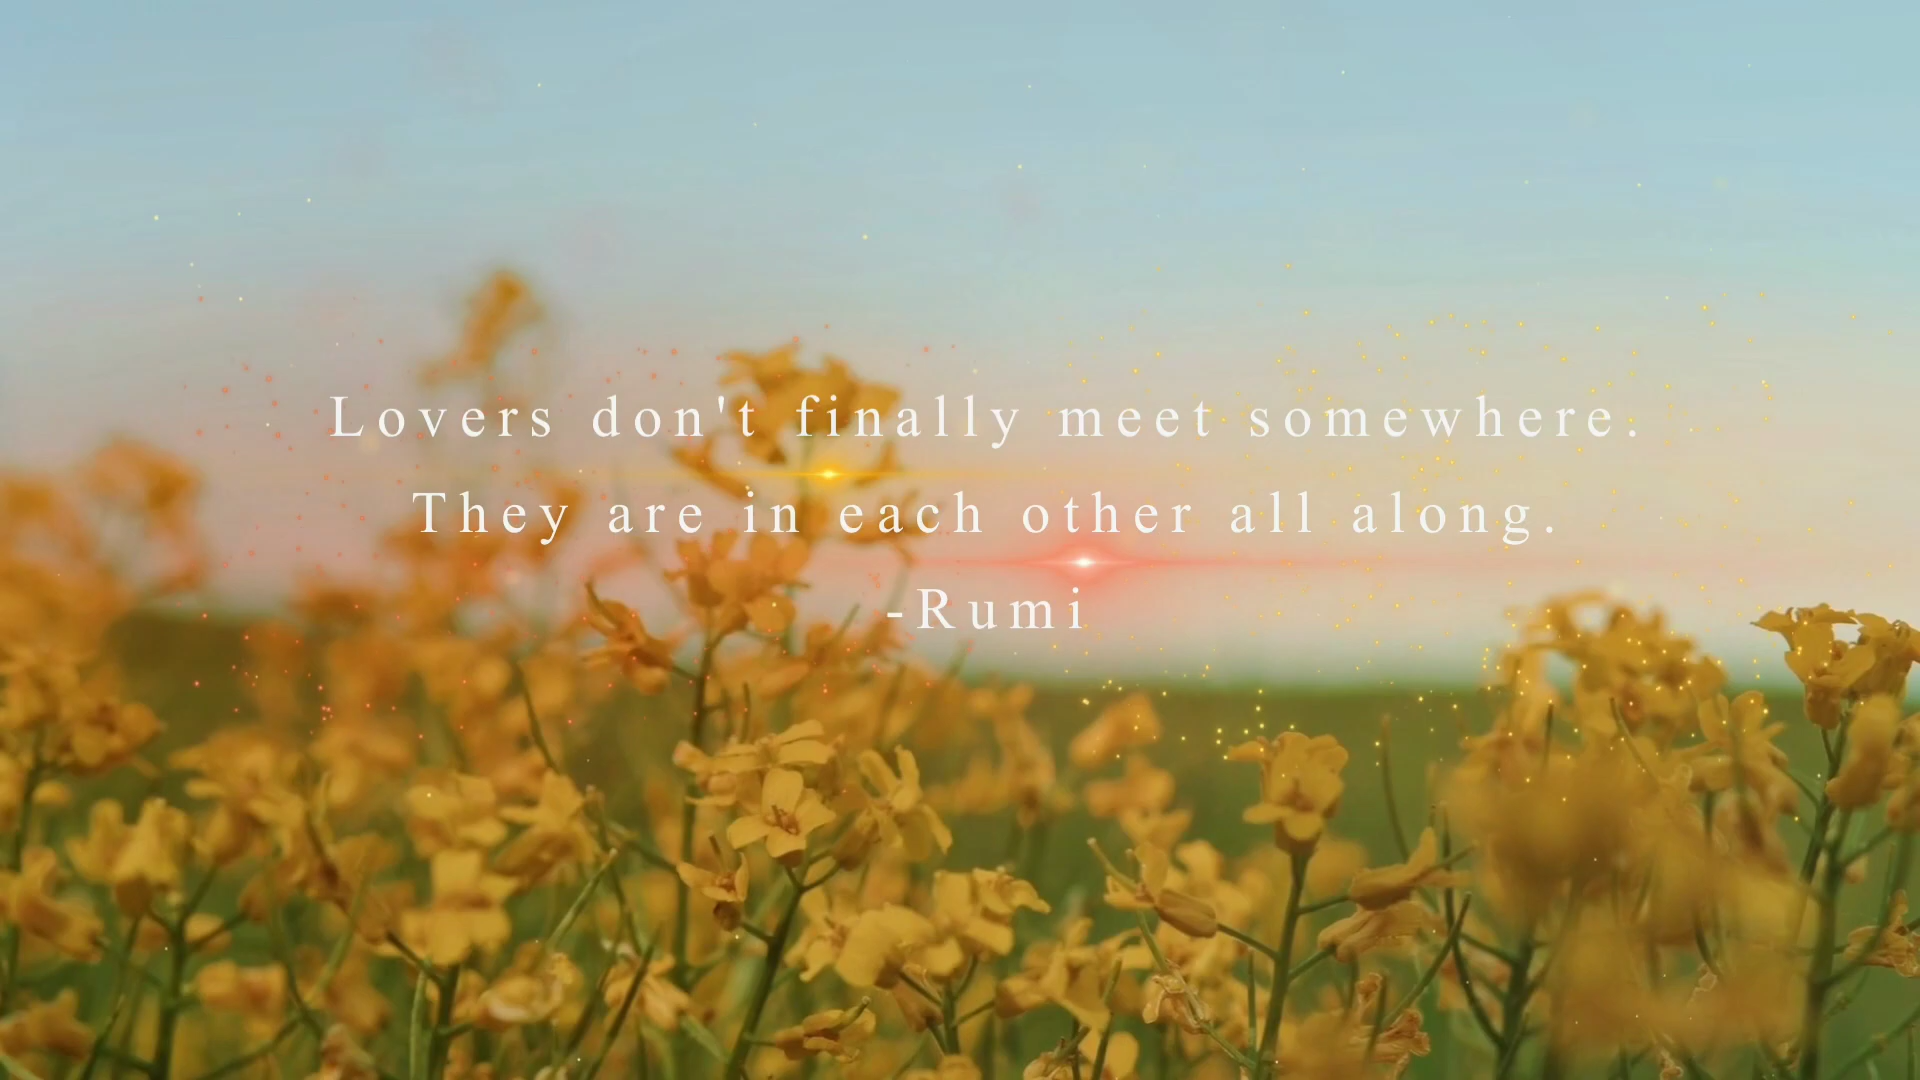 Lovers don't finally meet somewhere.
They are in each other all along.
-Rumi